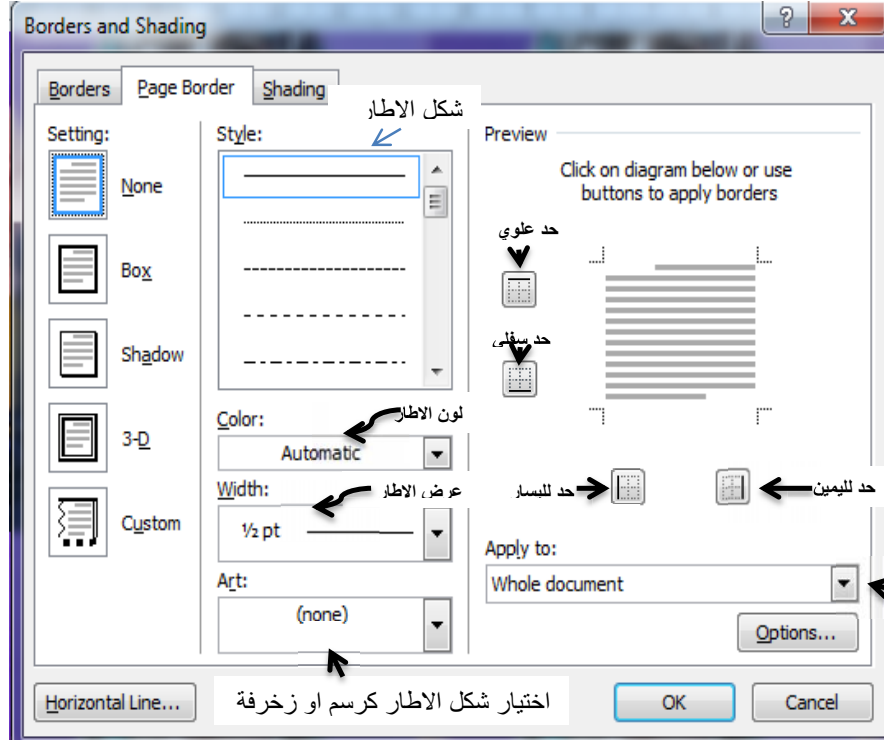 Borders and Shading
Borders
Page Border
Shading
شكل الاطار
Setting:
None
Box
Shadow
3-D
Custom
Style:
Color:
لون الاطار
Automatic
Width:
عرض الاطار
½ pt
Art:
(none)
اختيار شكل الاطار كرسم او زخرفة
Preview
Click on diagram below or use
buttons to apply borders
حد علوي
حد سفلي
حد لليسار
حد لليمين
Apply to:
Whole document
Options...
Horizontal Line...
OK
Cancel